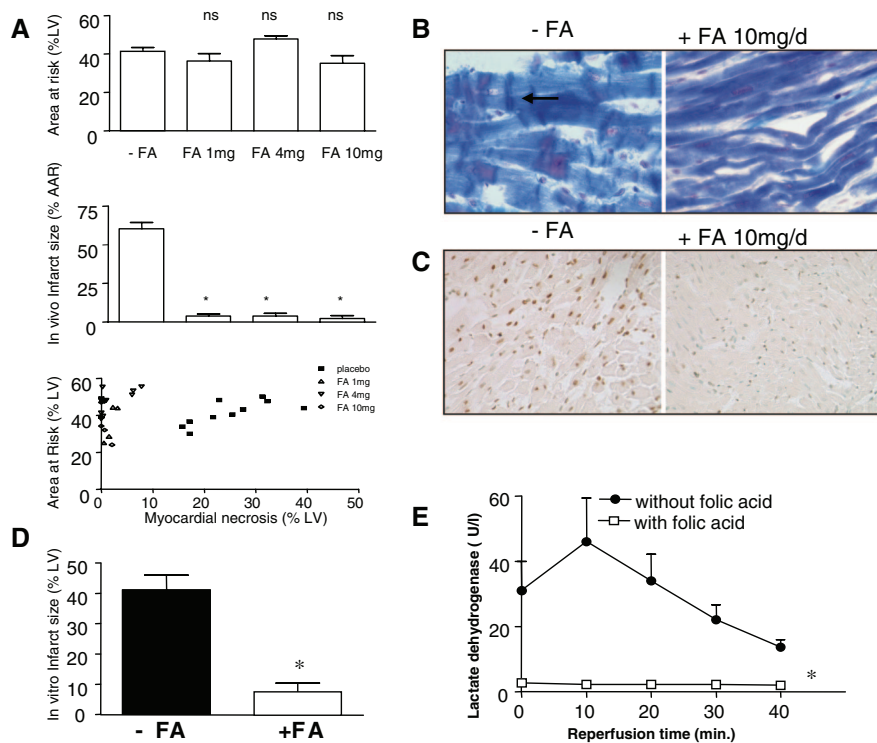 A
Area at risk (%LV)
60
40
20
0
ns ns ns
- FA FA 1mg FA 4mg FA 10mg
In vivo Infarct size (% AAR)
75
50
25
0
* * *
Area at Risk (% LV)
60
40
20
0
placebo
FA 1mg
FA 4mg
FA 10mg
0 10 20 30 40 50
Myocardial necrosis (% LV)
B
- FA + FA 10mg/d
C
- FA + FA 10mg/d
D
In vitro Infarct size (% LV)
50
40
30
20
10
0
*
- FA +FA
E
Lactate dehydrogenase ( U/l)
60
40
20
0
without folic acid
with folic acid
*
0 10 20 30 40
Reperfusion time (min.)